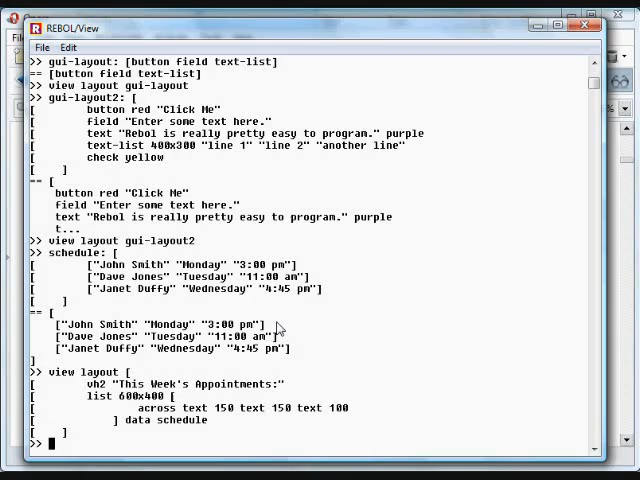 REBOL/View
File Edit
>> gui-layout: [button field text-list]
== [button field text-list]
>> view layout gui-layout
>> gui-layout2: [
[ button red "Click Me"
[ field "Enter some text here."
[ text "Rebol is really pretty easy to program." purple
[ text-list 400x300 "line 1" "line 2" "another line"
[ check yellow
[ ]
== [
button red "Click Me"
field "Enter some text here."
text "Rebol is really pretty easy to program." purple
t...
>> view layout gui-layout2
>> schedule: [
[ ["John Smith" "Monday" "3:00 pm"]
[ ["Dave Jones" "Tuesday" "11:00 am"]
[ ["Janet Duffy" "Wednesday" "4:45 pm"]
[ ]
== [
["John Smith" "Monday" "3:00 pm"]
["Dave Jones" "Tuesday" "11:00 am"]
["Janet Duffy" "Wednesday" "4:45 pm"]
]
>> view layout [
[ vh2 "This Week's Appointments:"
[ list 600x400 [
[ across text 150 text 150 text 100
[ ] data schedule
[ ]
>>